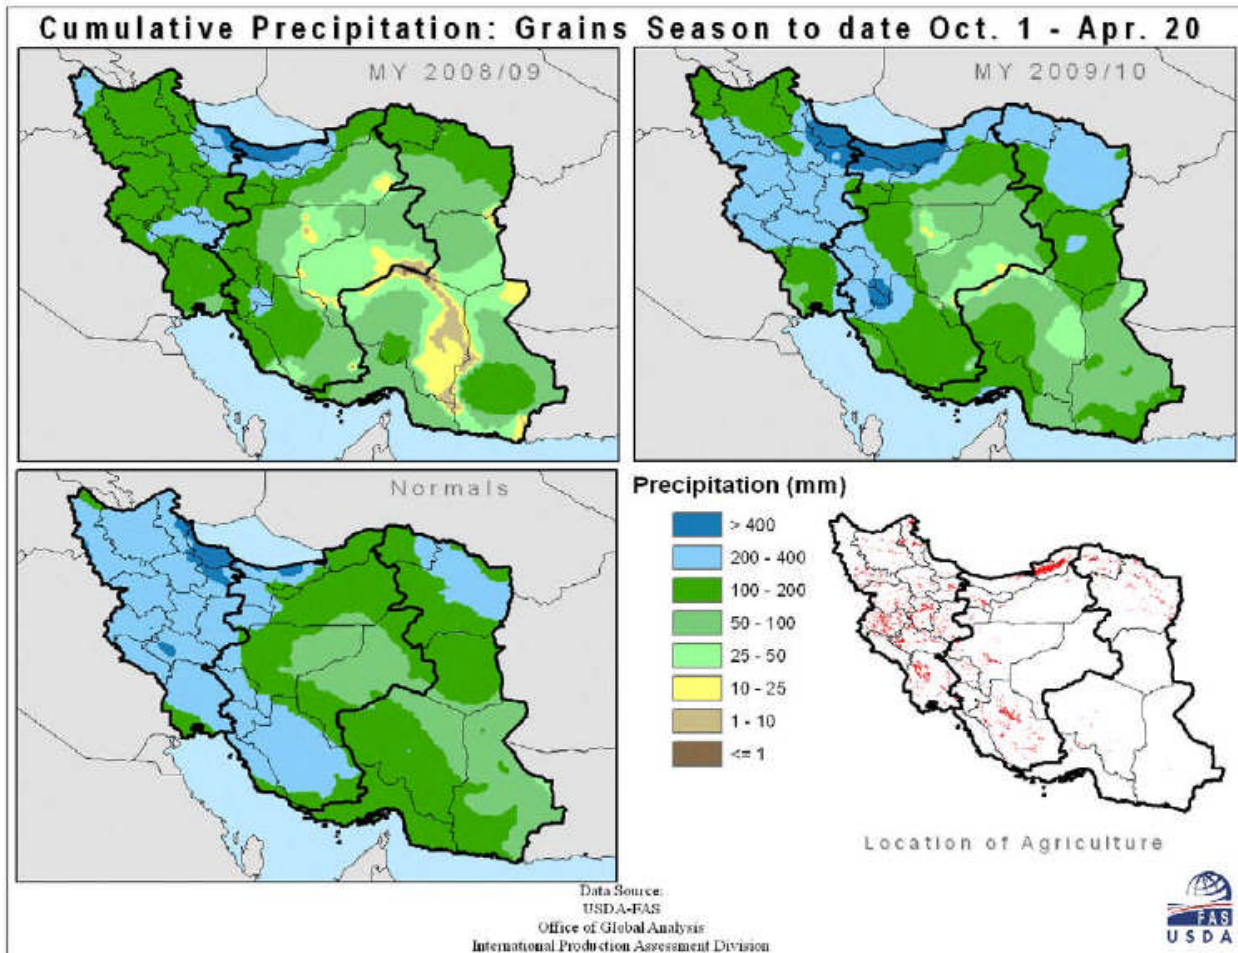 Cumulative Precipitation: Grains Season to date Oct. 1 - Apr. 20
MY 2008/09
MY 2009/10
Normals
Precipitation (mm)
> 400
200 - 400
100 - 200
50 - 100
25 - 50
10 - 25
1 - 10
<= 1
Location of Agriculture
Data Source:
USDA-FAS
Office of Global Analysis
International Production Assessment Division
FAS
USDA